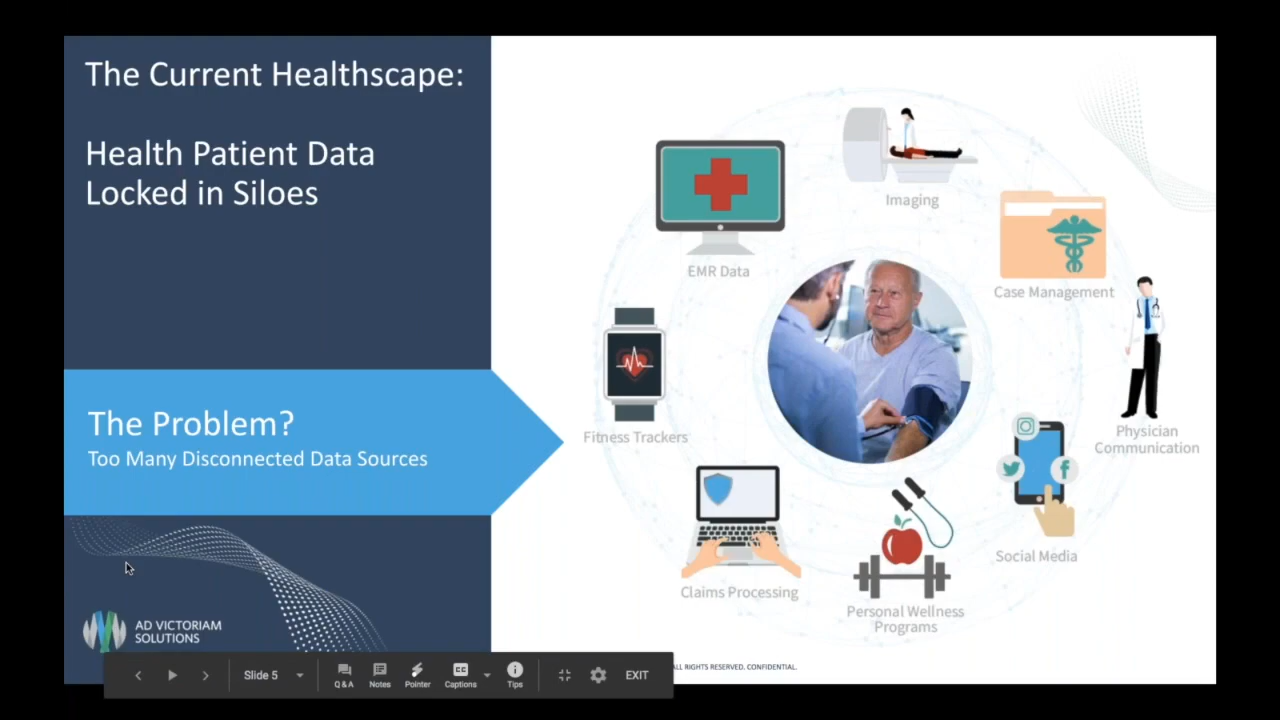 The Current Healthscape:
Health Patient Data
Locked in Siloes
The Problem?
Too Many Disconnected Data Sources
AD VICTORIAM
SOLUTIONS
Imaging
EMR Data
Case Management
Fitness Trackers
Physician
Communication
Social Media
Claims Processing
Personal Wellness
Programs
ALL RIGHTS RESERVED. CONFIDENTIAL.
Slide 5
Q & A
Notes
Pointer
CC
Captions
Tips
EXIT